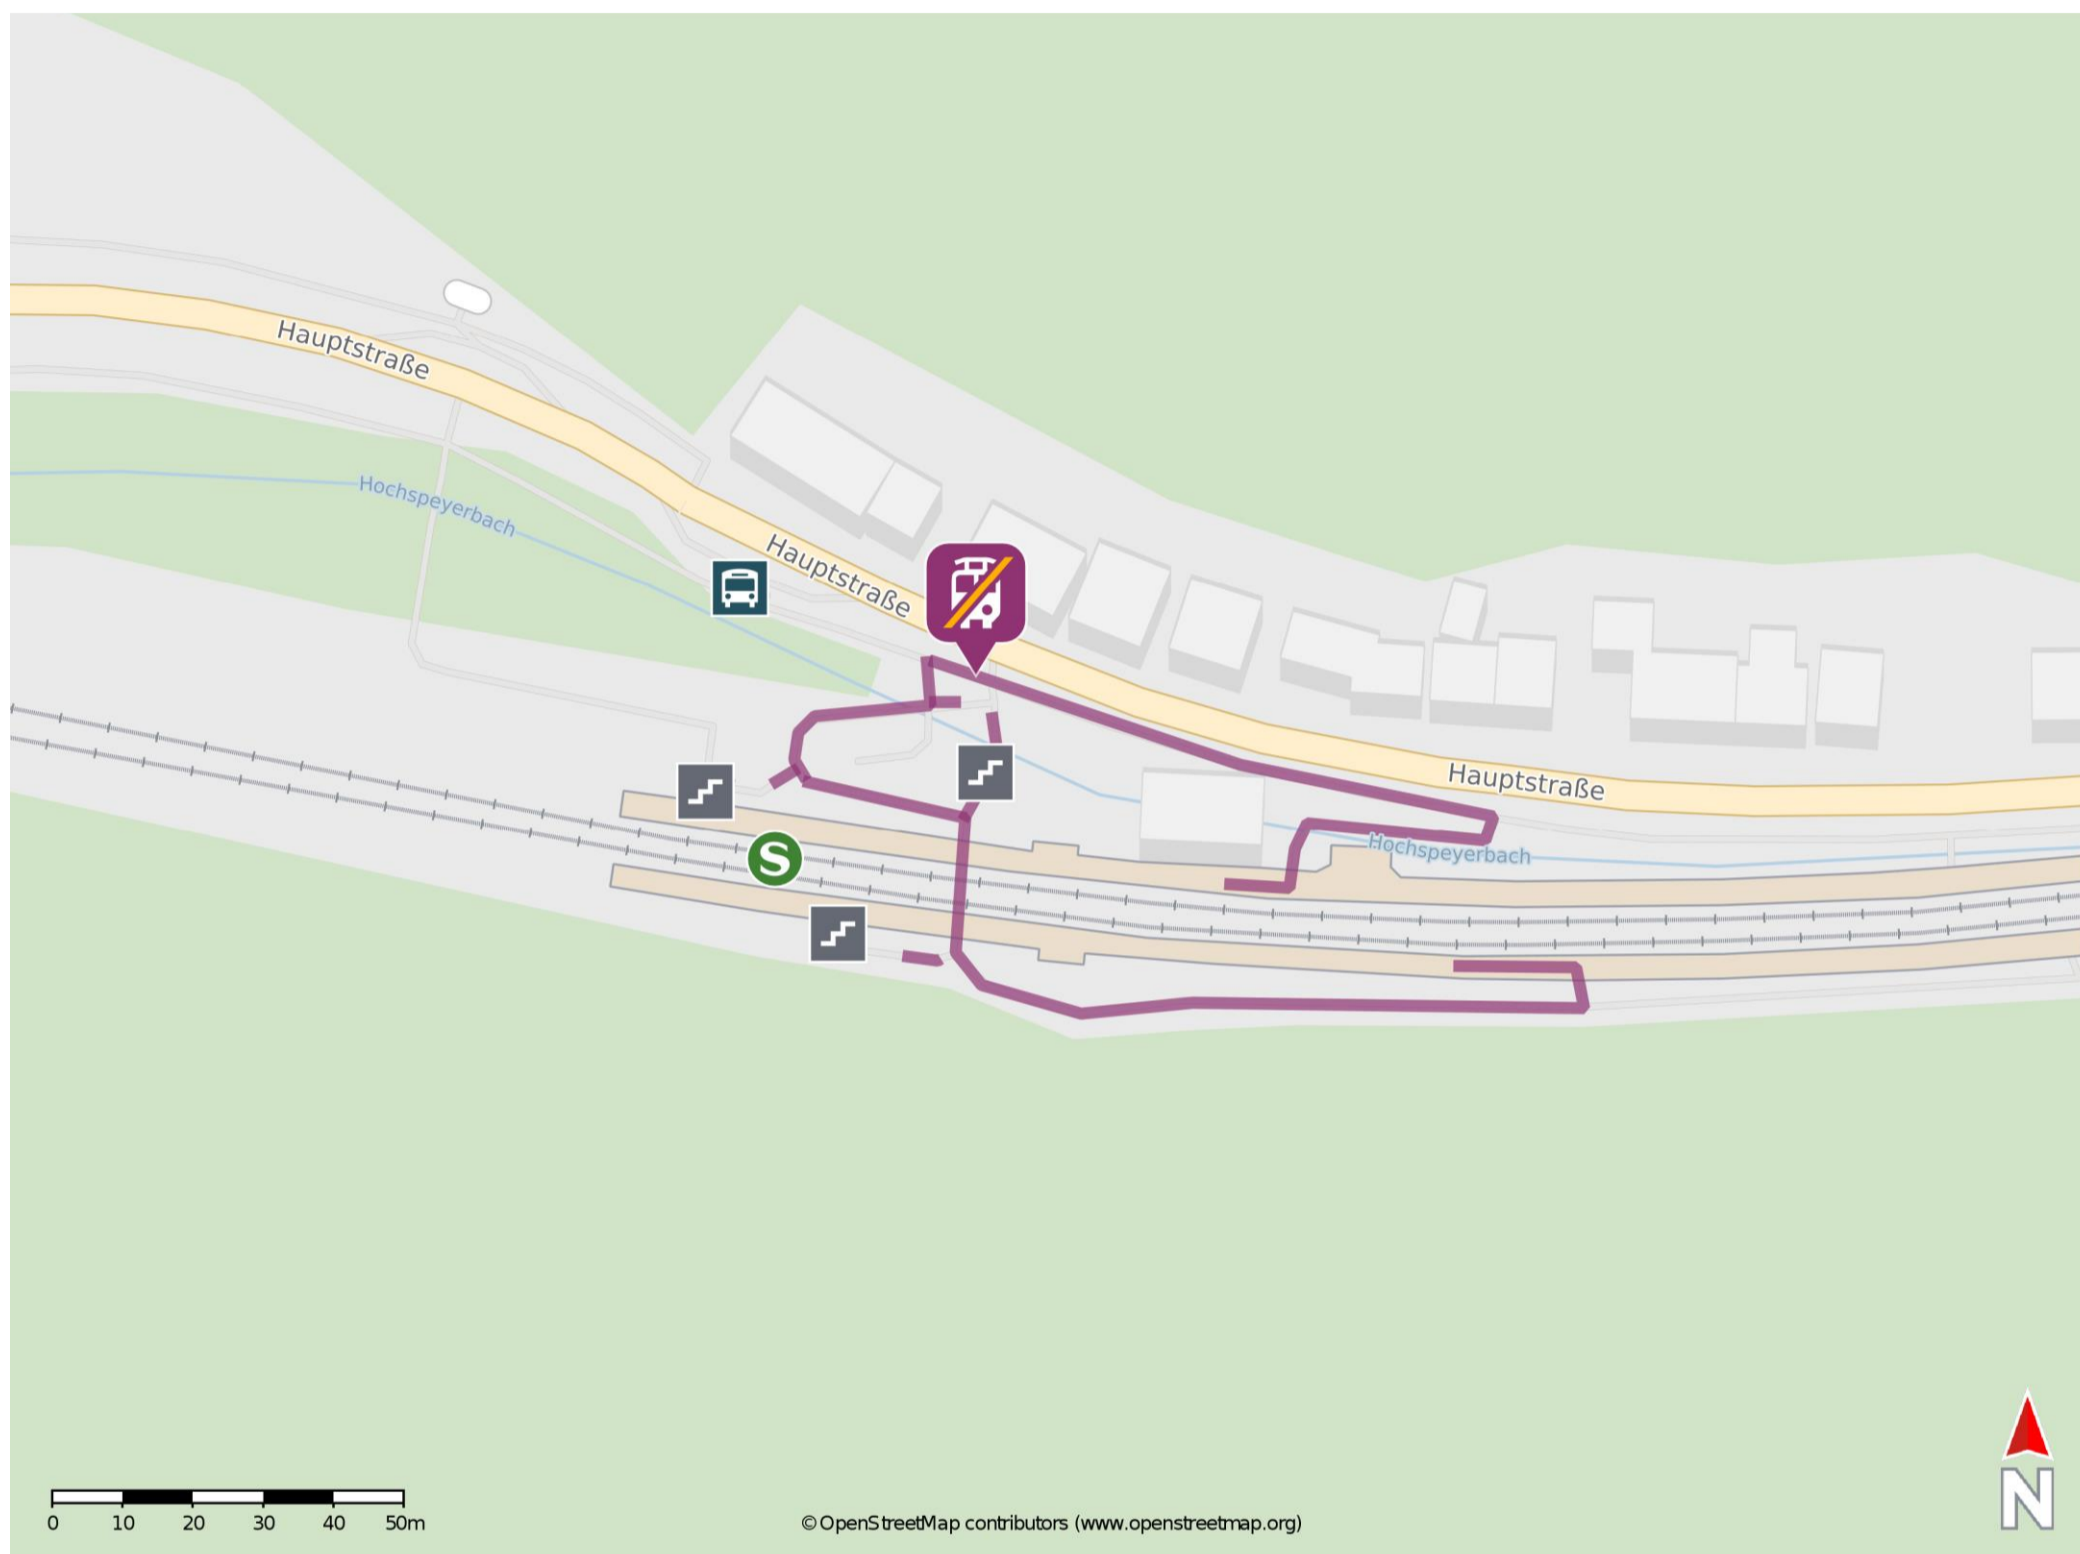 Hauptstraße
Hochspeyerbach
Hauptstraße
Hauptstraße
Hochspeyerbach
S
0 10 20 30 40 50m
© OpenStreetMap contributors (www.openstreetmap.org)
N